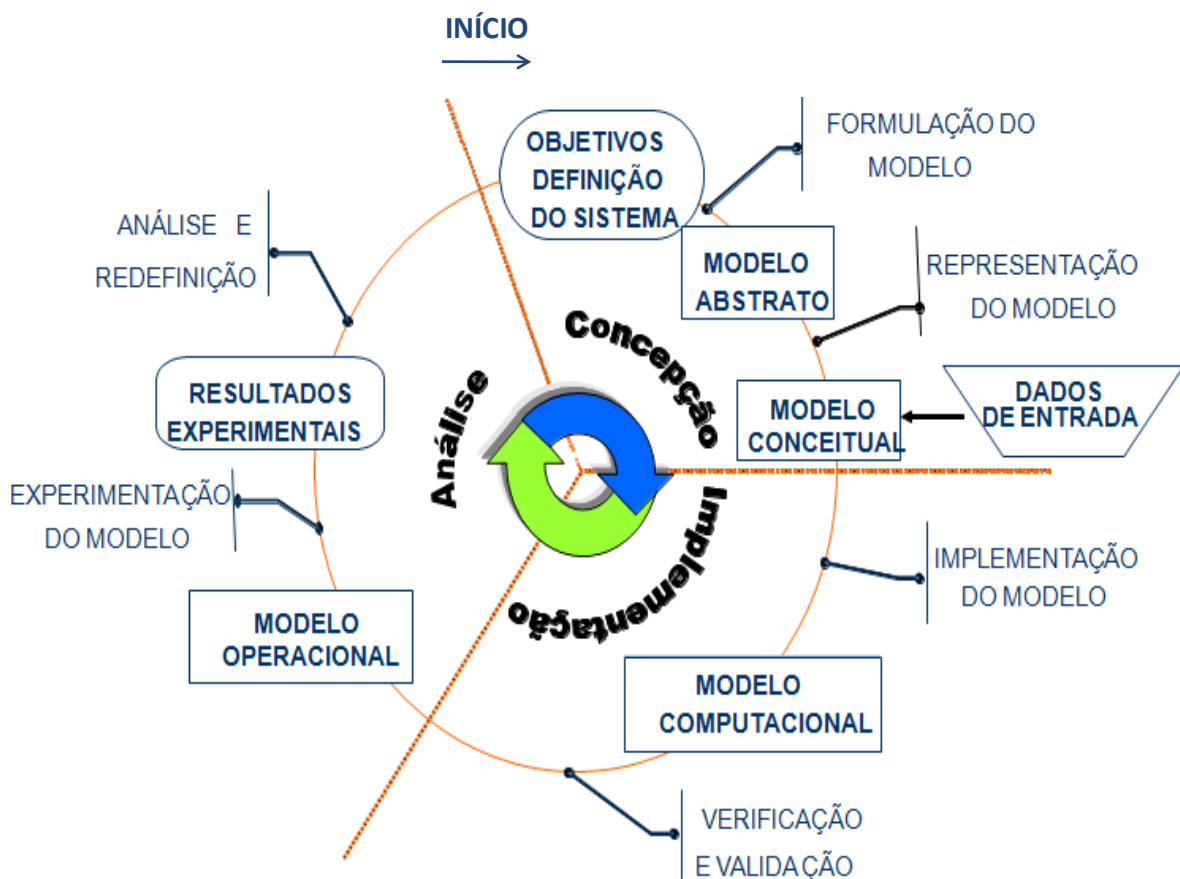 INÍCIO
OBJETIVOS
DEFINIÇÃO
DO SISTEMA
FORMULAÇÃO DO
MODELO
MODELO
ABSTRATO
REPRESENTAÇÃO
DO MODELO
DADOS
DE ENTRADA
MODELO
CONCEITUAL
IMPLEMENTAÇÃO
DO MODELO
MODELO
COMPUTACIONAL
VERIFICAÇÃO
E VALIDAÇÃO
MODELO
OPERACIONAL
EXPERIMENTAÇÃO
DO MODELO
RESULTADOS
EXPERIMENTAIS
ANÁLISE E
REDEFINIÇÃO
Concepção
Implementação
Análise